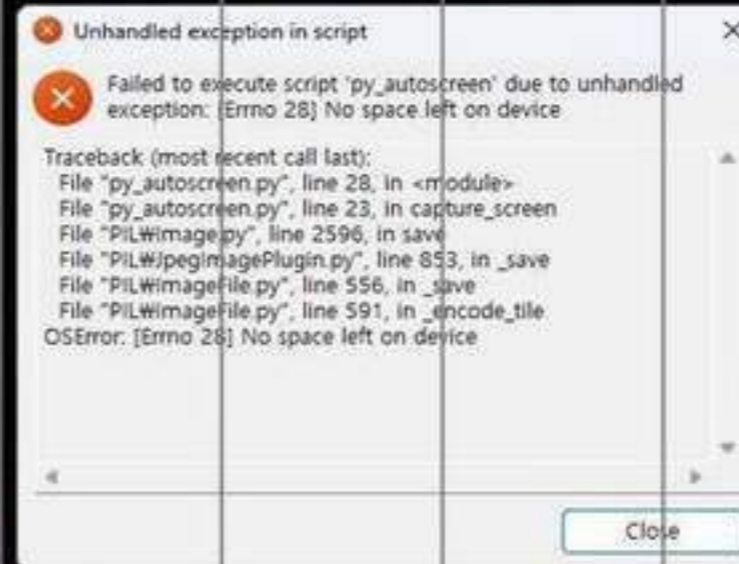 Unhandled exception in script
Failed to execute script 'py_autoscreen' due to unhandled
exception: [Errno 28] No space left on device
Traceback (most recent call last):
File "py_autoscreen.py", line 28, in <module>
File "py_autoscreen.py", line 23, in capture_screen
File "PIL₩Image.py", line 2596, in save
File "PIL₩JpegImagePlugin.py", line 853, in _save
File "PIL₩ImageFile.py", line 556, in _save
File "PIL₩ImageFile.py", line 591, in _encode_tile
OSError: [Errno 28] No space left on device
Close